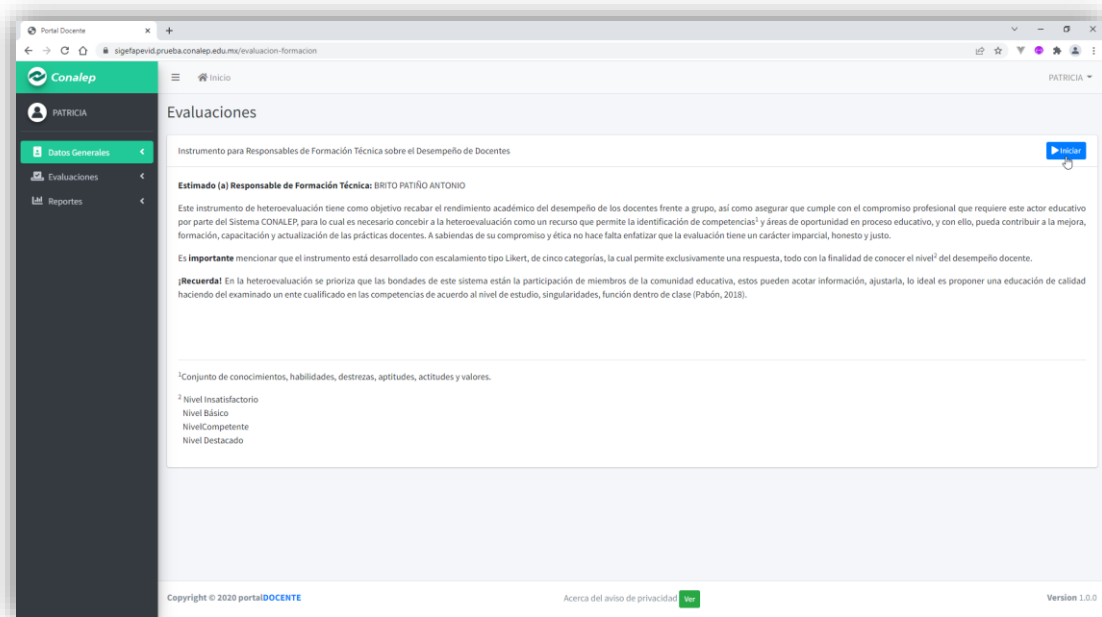 Portal Docente
sigefapevid.prueba.conalep.edu.mx/evaluacion-formacion
Conalep
Inicio
PATRICIA
PATRICIA
Evaluaciones
Datos Generales
Evaluaciones
Reportes
Instrumento para Responsables de Formación Técnica sobre el Desempeño de Docentes
Iniciar
Estimado (a) Responsable de Formación Técnica: BRITO PATIÑO ANTONIO
Este instrumento de heteroevaluación tiene como objetivo recabar el rendimiento académico del desempeño de los docentes frente a grupo, así como asegurar que cumple con el compromiso profesional que requiere este actor educativo
por parte del Sistema CONALEP, para lo cual es necesario concebir a la heteroevaluación como un recurso que permite la identificación de competencias¹ y áreas de oportunidad en proceso educativo, y con ello, pueda contribuir a la mejora,
formación, capacitación y actualización de las prácticas docentes. A sabiendas de su compromiso y ética no hace falta enfatizar que la evaluación tiene un carácter imparcial, honesto y justo.
Es importante mencionar que el instrumento está desarrollado con escalamiento tipo Likert, de cinco categorías, la cual permite exclusivamente una respuesta, todo con la finalidad de conocer el nivel² del desempeño docente.
¡Recuerda! En la heteroevaluación se prioriza que las bondades de este sistema están la participación de miembros de la comunidad educativa, estos pueden acotar información, ajustarla, lo ideal es proponer una educación de calidad
haciendo del examinado un ente cualificado en las competencias de acuerdo al nivel de estudio, singularidades, función dentro de clase (Pabón, 2018).
¹Conjunto de conocimientos, habilidades, destrezas, aptitudes, actitudes y valores.
² Nivel Insatisfactorio
Nivel Básico
NivelCompetente
Nivel Destacado
Copyright © 2020 portalDOCENTE
Acerca del aviso de privacidad Ver
Version 1.0.0